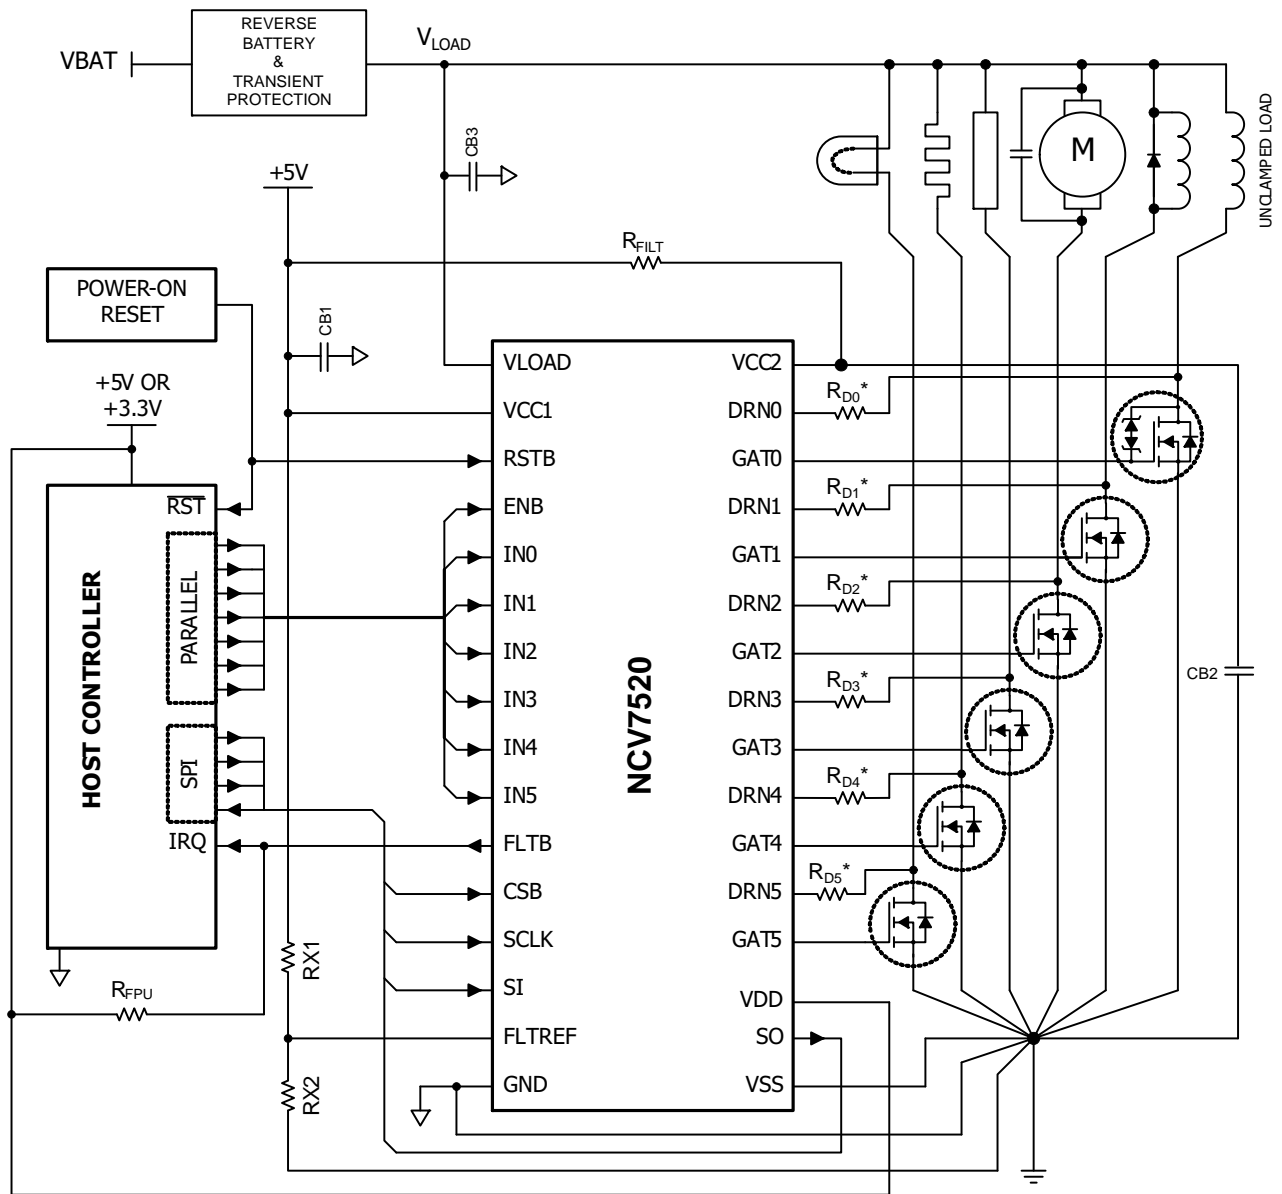 REVERSE
BATTERY
&
TRANSIENT
PROTECTION
VBAT
VLOAD
CB3
+5V
UNCLAMPED LOAD
M
RFILT
POWER-ON
RESET
CB1
+5V OR
+3.3V
VLOAD
VCC1
RSTB
ENB
IN0
IN1
IN2
IN3
IN4
IN5
FLTB
CSB
SCLK
SI
FLTREF
GND
NCV7520
VCC2
DRN0
GAT0
DRN1
GAT1
DRN2
GAT2
DRN3
GAT3
DRN4
GAT4
DRN5
GAT5
VDD
SO
VSS
RD0*
RD1*
RD2*
RD3*
RD4*
RD5*
CB2
HOST CONTROLLER
RST
PARALLEL
SPI
IRQ
RX1
RFPU
RX2